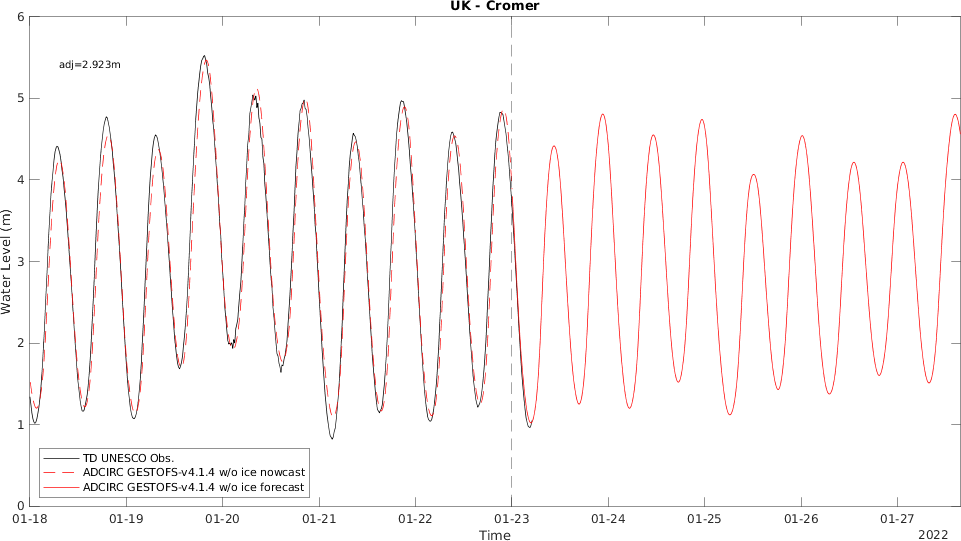 UK - Cromer
6
adj=2.923m
5
4
3
2
1
0
Water Level (m)
TD UNESCO Obs.
ADCIRC GESTOFS-v4.1.4 w/o ice nowcast
ADCIRC GESTOFS-v4.1.4 w/o ice forecast
01-18 01-19 01-20 01-21 01-22 01-23 01-24 01-25 01-26 01-27
Time
2022